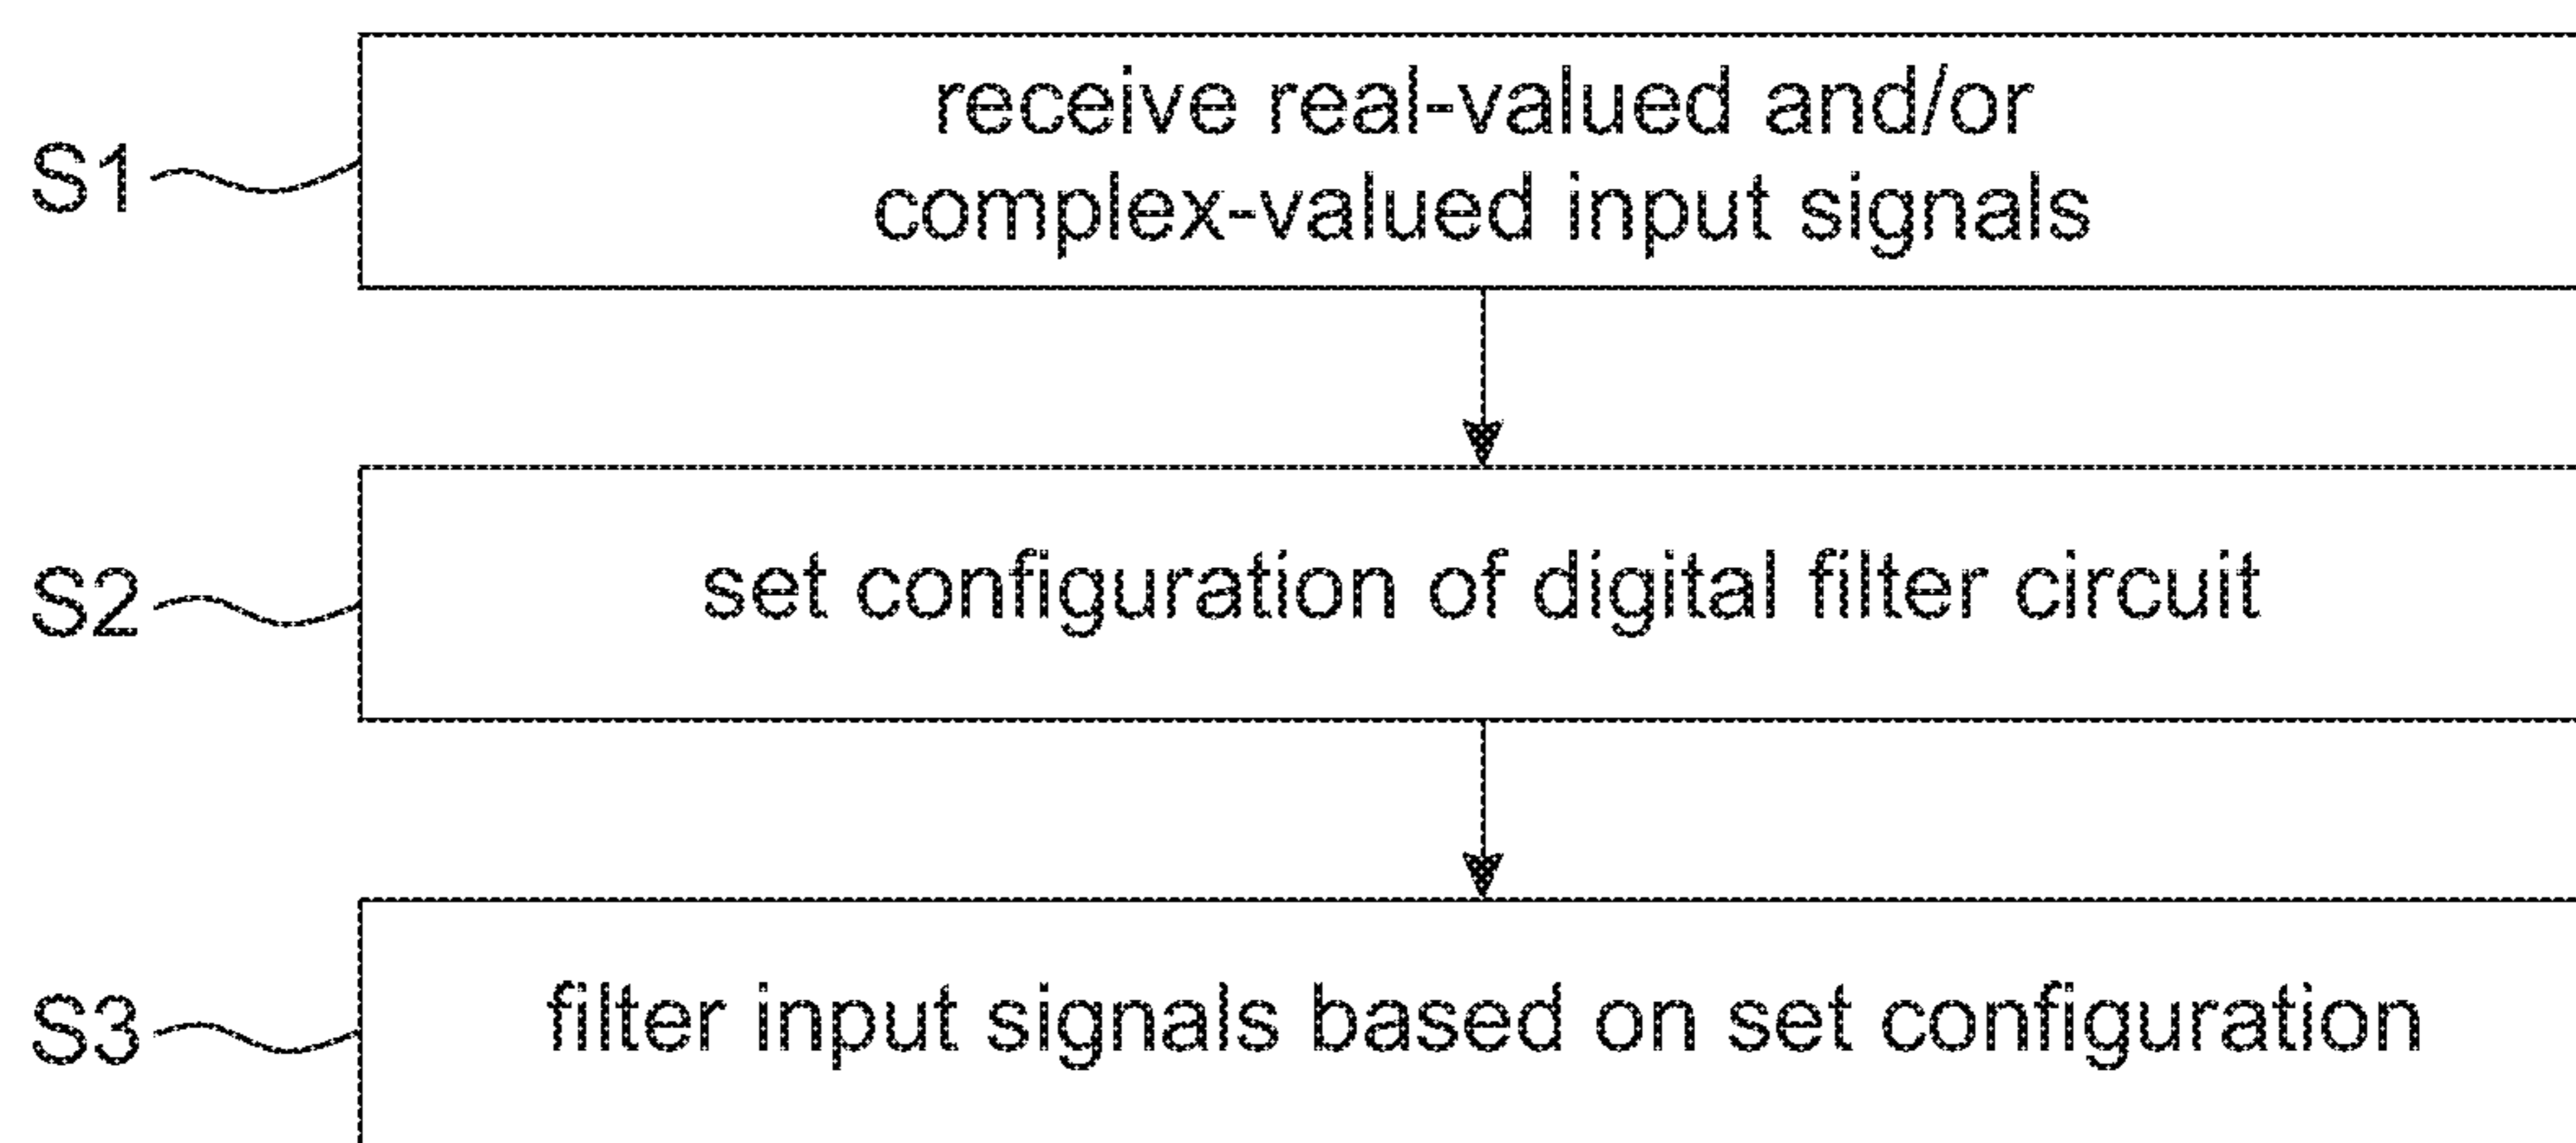 S1
receive real-valued and/or
complex-valued input signals
S2
set configuration of digital filter circuit
S3
filter input signals based on set configuration